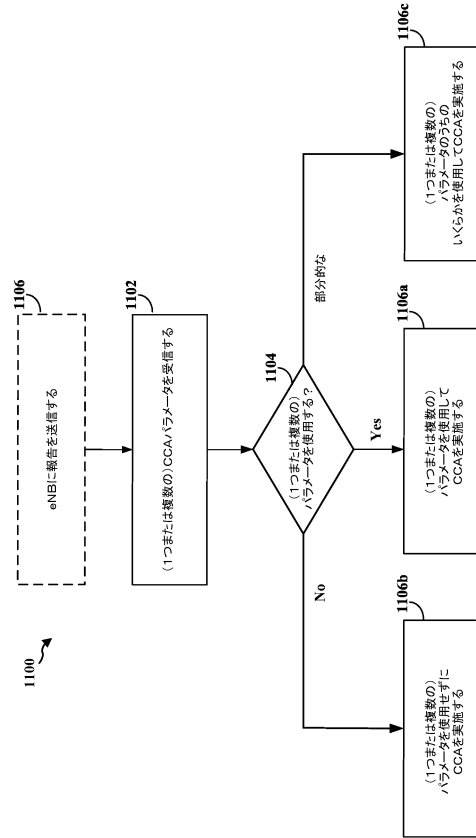 1100
1106
eNBに報告を送信する
1102
(1つまたは複数の)CCAパラメータを受信する
1104
(1つまたは複数の)
パラメータを使用する?
No
Yes
部分的な
1106b
(1つまたは複数の)
パラメータを使用せずに
CCAを実施する
1106a
(1つまたは複数の)
パラメータを使用して
CCAを実施する
1106c
(1つまたは複数の)
パラメータのうちの
いくらかを使用してCCAを実施する